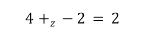 4 +_z − 2 = 2